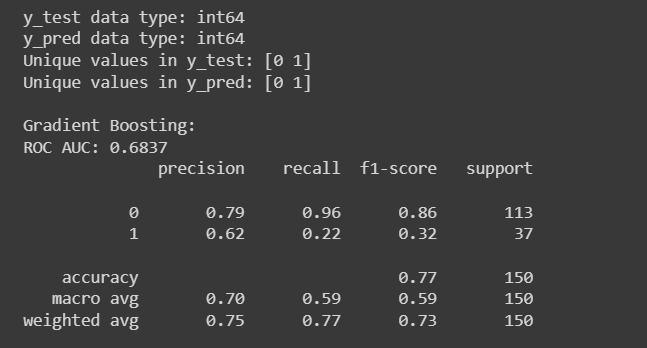 y_test data type: int64
y_pred data type: int64
Unique values in y_test: [0 1]
Unique values in y_pred: [0 1]
Gradient Boosting:
ROC AUC: 0.6837
precision recall f1-score support
0 0.79 0.96 0.86 113
1 0.62 0.22 0.32 37
accuracy 0.77 150
macro avg 0.70 0.59 0.59 150
weighted avg 0.75 0.77 0.73 150